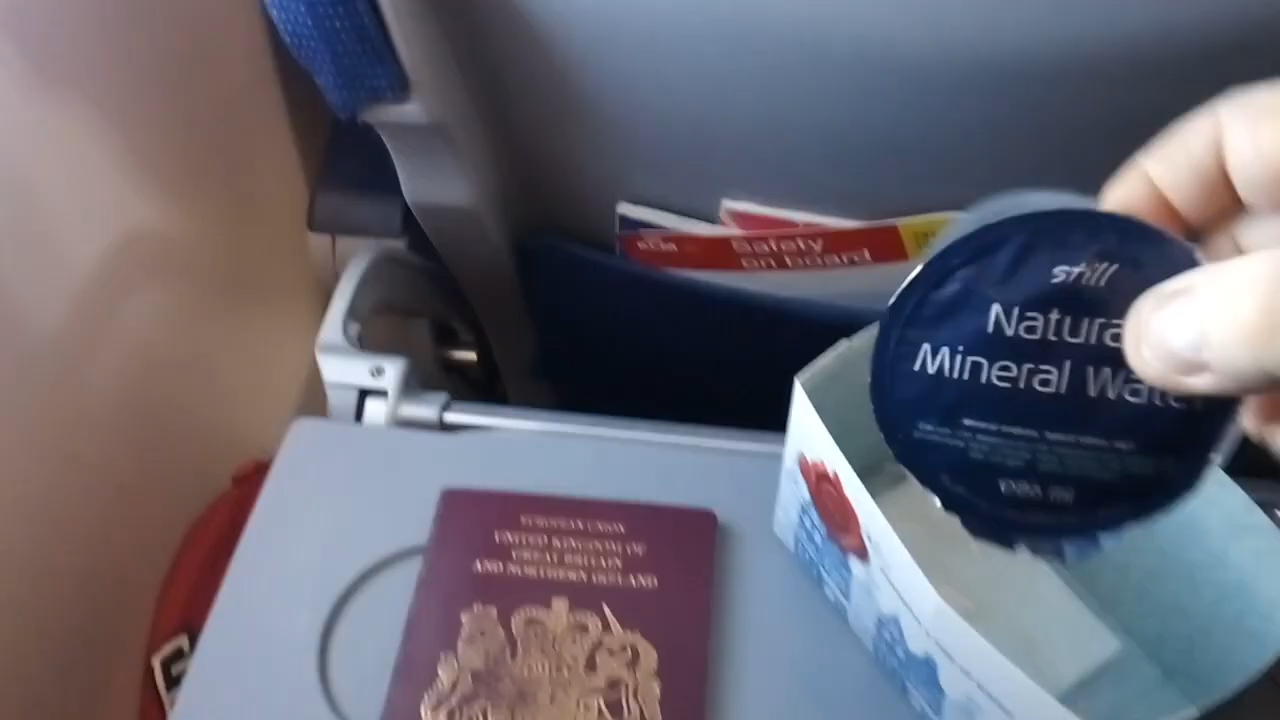 Safety
on board
still
Natura
Mineral Wate
EUROPEAN UNION
UNITED KINGDOM OF
GREAT BRITAIN
AND NORTHERN IRELAND